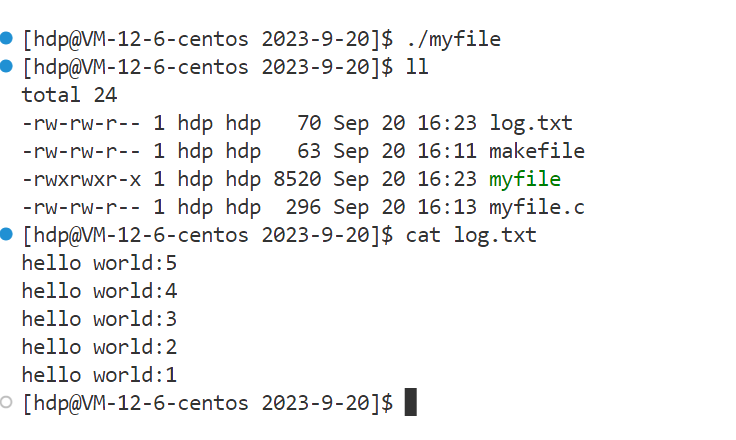 [hdp@VM-12-6-centos 2023-9-20]$ ./myfile
[hdp@VM-12-6-centos 2023-9-20]$ ll
total 24
-rw-rw-r-- 1 hdp hdp   70 Sep 20 16:23 log.txt
-rw-rw-r-- 1 hdp hdp   63 Sep 20 16:11 makefile
-rwxrwxr-x 1 hdp hdp 8520 Sep 20 16:23 myfile
-rw-rw-r-- 1 hdp hdp  296 Sep 20 16:13 myfile.c
[hdp@VM-12-6-centos 2023-9-20]$ cat log.txt
hello world:5
hello world:4
hello world:3
hello world:2
hello world:1
[hdp@VM-12-6-centos 2023-9-20]$